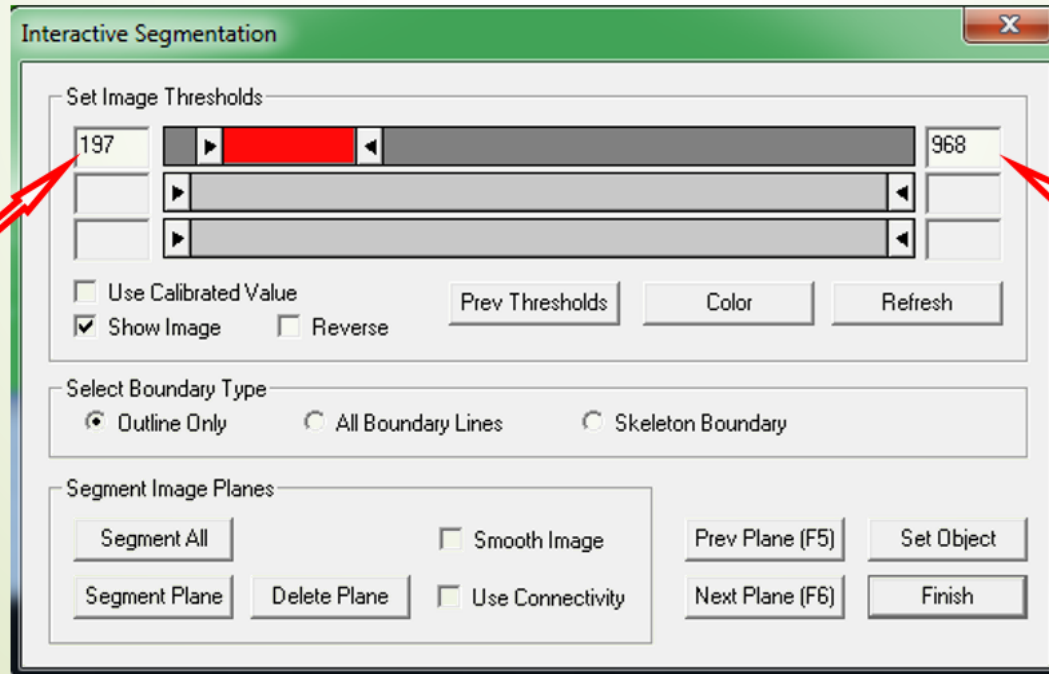 Interactive Segmentation
Set Image Thresholds
197 968
Use Calibrated Value
Prev Thresholds Color Refresh
Show Image Reverse
Select Boundary Type
Outline Only All Boundary Lines Skeleton Boundary
Segment Image Planes
Segment All Smooth Image Prev Plane (F5) Set Object
Segment Plane Delete Plane Use Connectivity Next Plane (F6) Finish